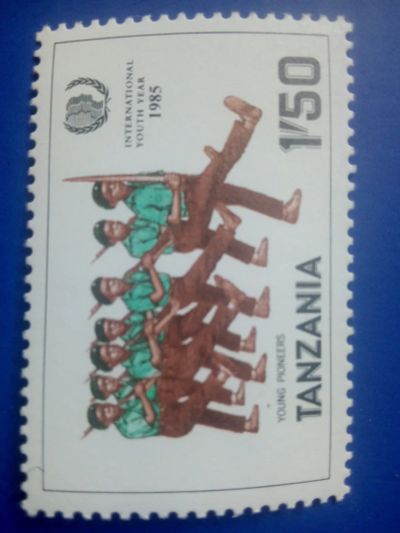 INTERNATIONAL
YOUTH YEAR
1985
1/50
YOUNG PIONEERS
TANZANIA